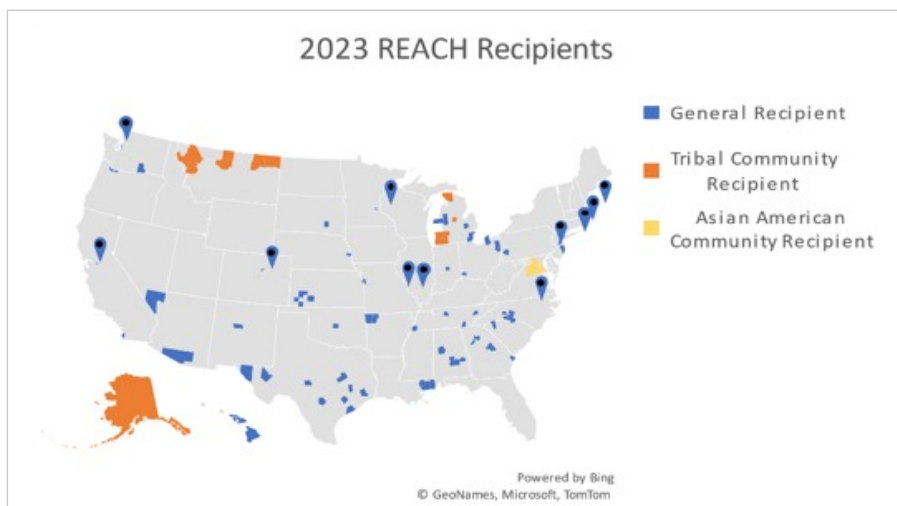 2023 REACH Recipients
General Recipient
Tribal Community
Recipient
Asian American
Community Recipient
Powered by Bing
© GeoNames, Microsoft, TomTom